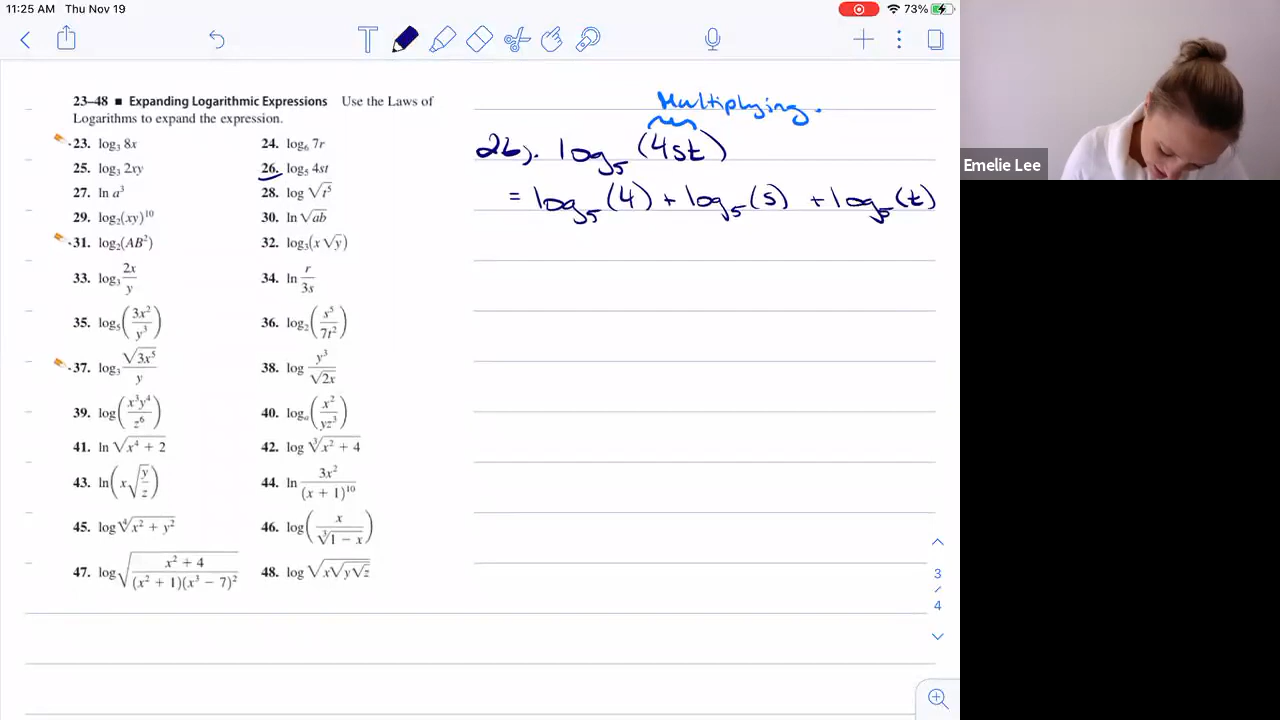 11:25 AM Thu Nov 19
73%
23–48 ■ Expanding Logarithmic Expressions Use the Laws of
Logarithms to expand the expression.
23. log₃ 8x 24. log₆ 7r
25. log₃ 2xy 26. log₅ 4st
27. ln a³ 28. log √t⁵
29. log₂(xy)¹⁰ 30. ln √ab
31. log₂(AB²) 32. log₃(x √y)
33. log₃ 2x/y 34. ln r/3s
35. log₅(3x²/y³) 36. log₂(s⁵/7t²)
37. log₃ √3x⁵/y 38. log y³/√2x
39. log(x³y⁴/z⁶) 40. logₐ(x²/yz³)
41. ln √x⁴ + 2 42. log ∛x² + 4
43. ln(x√y/z) 44. ln 3x²/(x + 1)¹⁰
45. log ∜x² + y² 46. log(x/∛1 − x)
47. log √x² + 4/(x² + 1)(x³ − 7)² 48. log √x√y√z
Multiplying.
26). log₅ (4st)
= log₅(4) + log₅(s) + log₅(t)
3
/
4
Emelie Lee